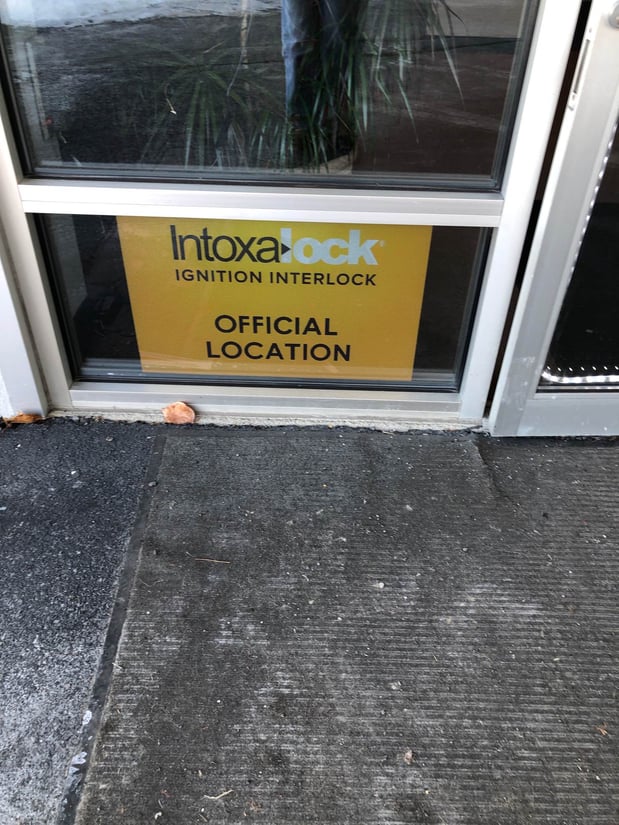 Intoxalock®
IGNITION INTERLOCK
OFFICIAL
LOCATION